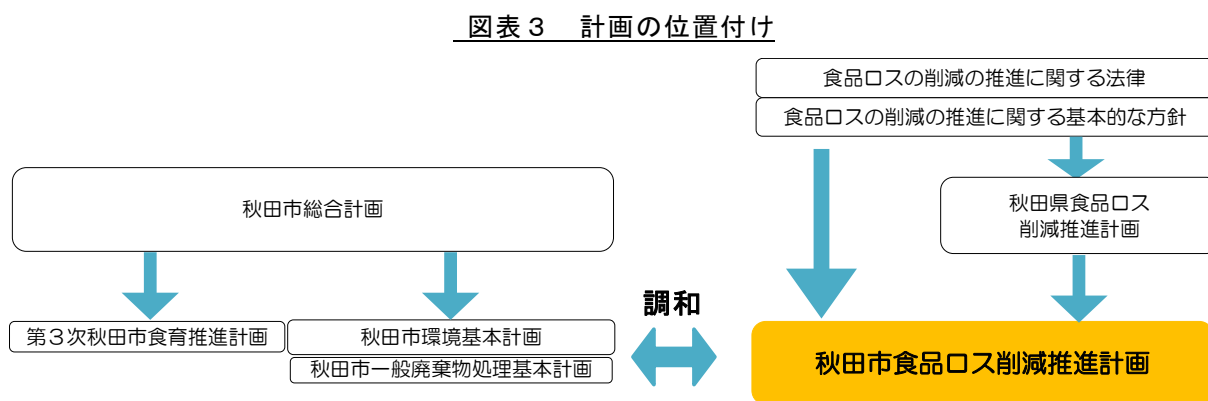 図表３　計画の位置付け
食品ロスの削減の推進に関する法律
食品ロスの削減の推進に関する基本的な方針
秋田市総合計画
秋田県食品ロス
削減推進計画
調和
第３次秋田市食育推進計画
秋田市環境基本計画
秋田市一般廃棄物処理基本計画
秋田市食品ロス削減推進計画